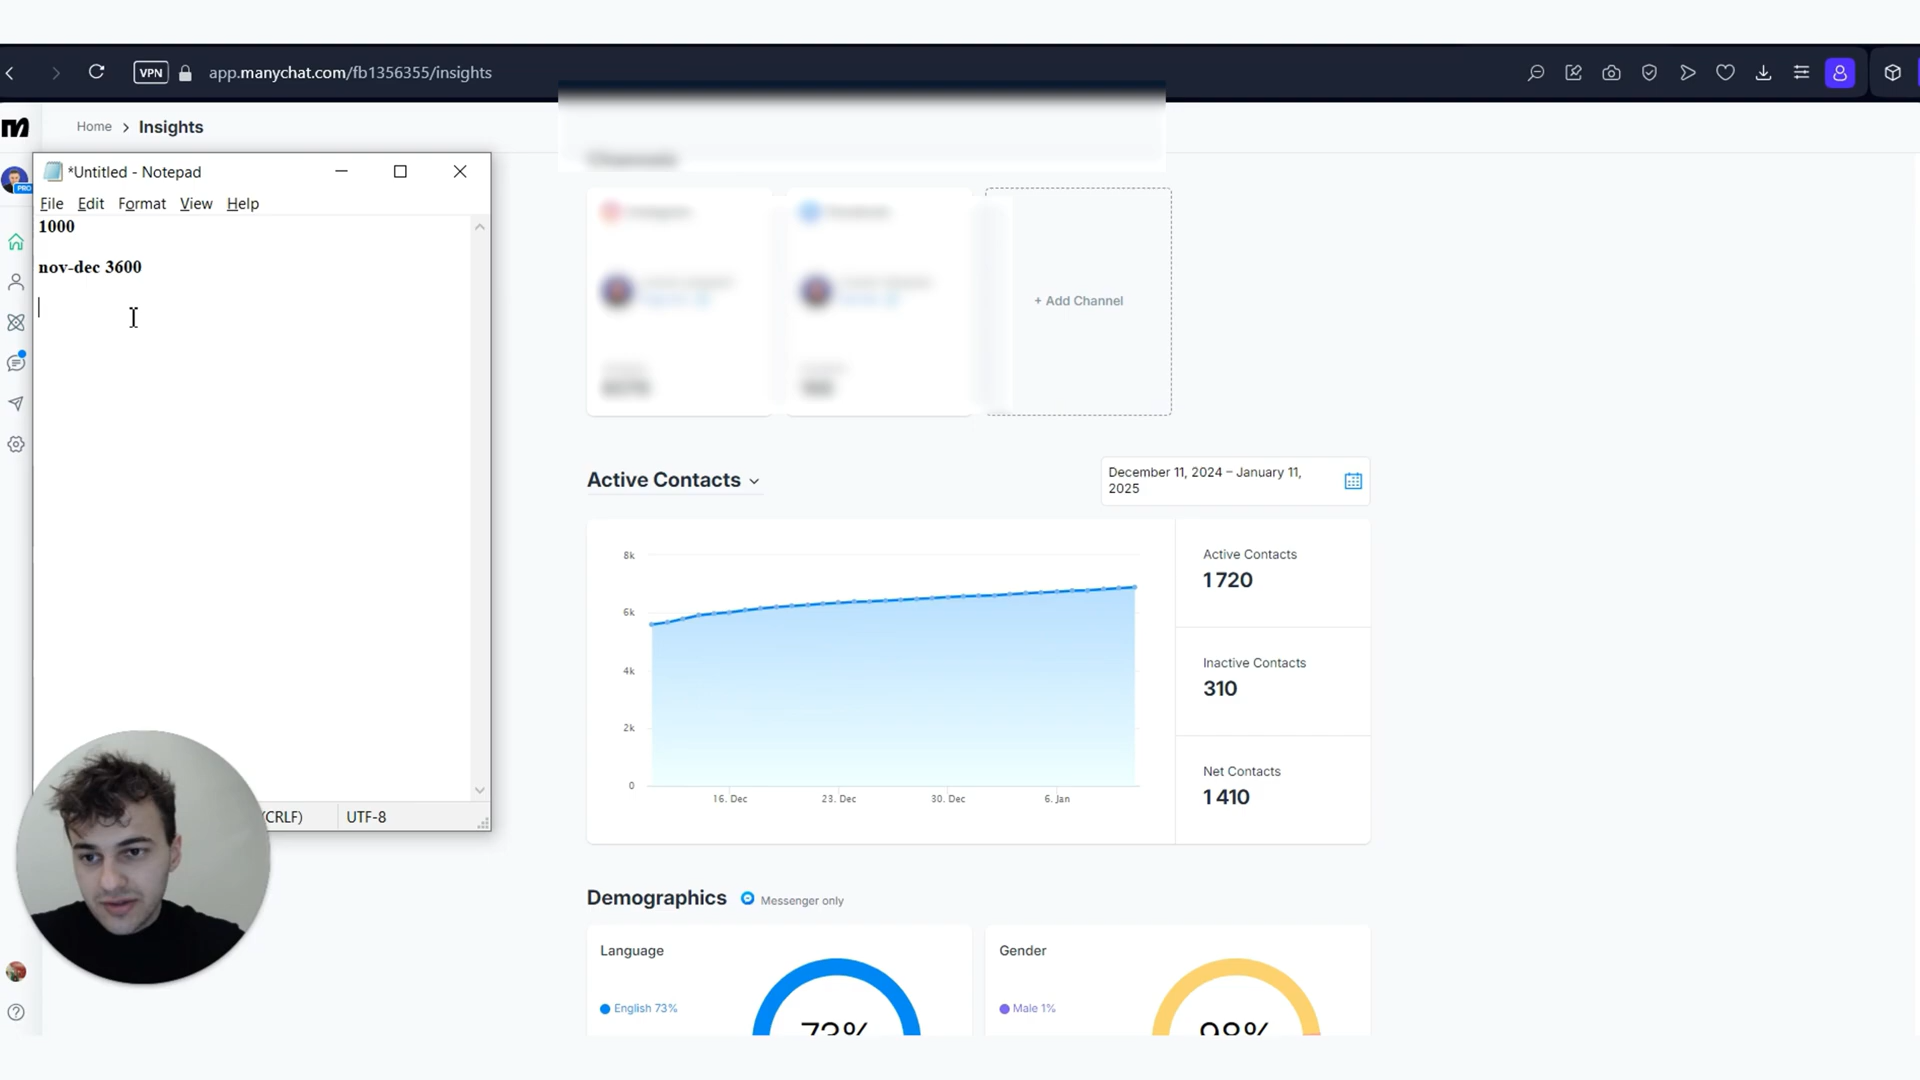 VPN
app.manychat.com/fb1356355/insights
Home > Insights
PRO
*Untitled - Notepad
File Edit Format View Help
1000
nov-dec 3600
(CRLF) UTF-8
+ Add Channel
Active Contacts
December 11, 2024 – January 11,
2025
8k
6k
4k
2k
0
16. Dec 23. Dec 30. Dec 6. Jan
Active Contacts
1 720
Inactive Contacts
310
Net Contacts
1 410
Demographics Messenger only
Language
English 73%
73%
Gender
Male 1%
98%